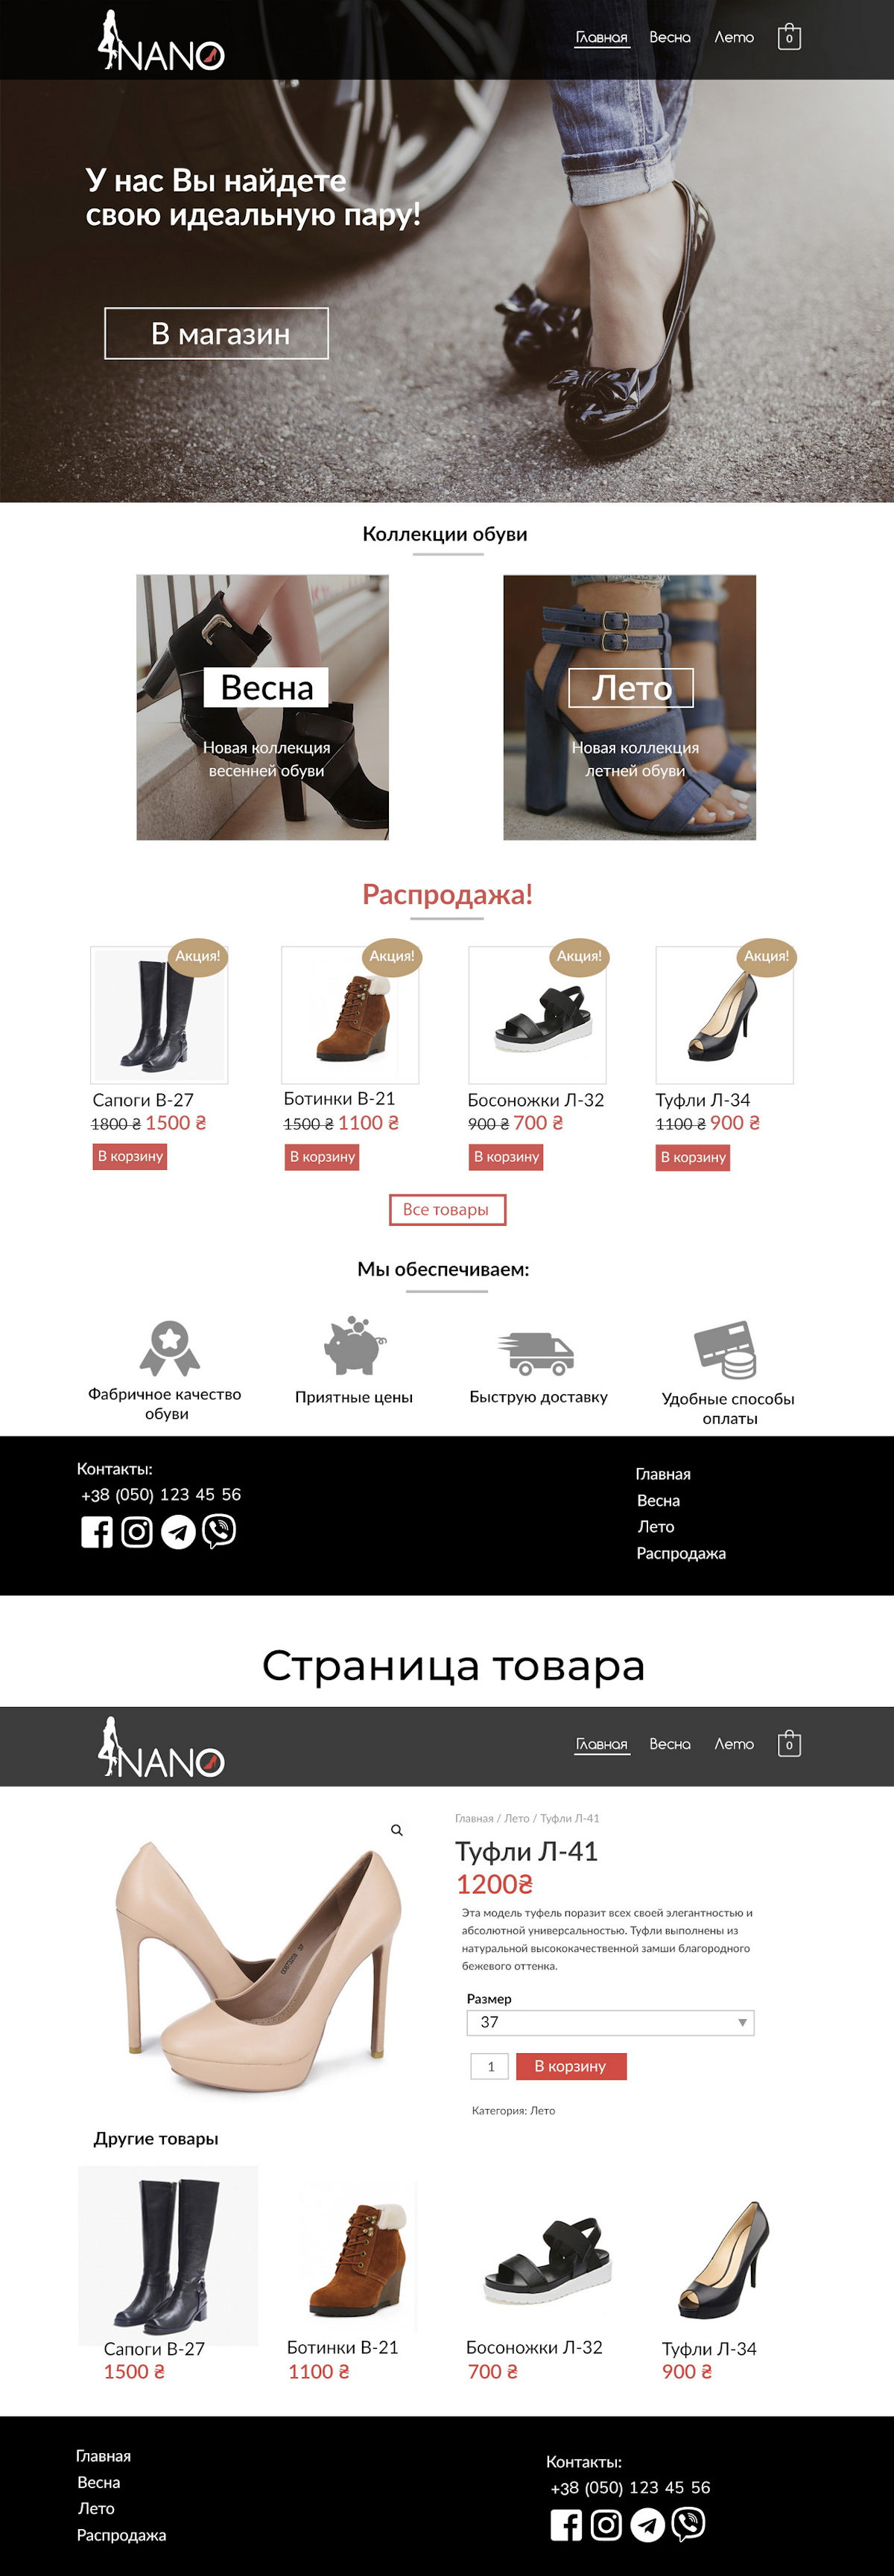 NANO
Главная Весна Лето 0
У нас Вы найдете
свою идеальную пару!
В магазин
Коллекции обуви
Весна
Новая коллекция
весенней обуви
Лето
Новая коллекция
летней обуви
Распродажа!
Акция! Акция! Акция! Акция!
Сапоги В-27 Ботинки В-21 Босоножки Л-32 Туфли Л-34
1800 ₴ 1500 ₴ 1500 ₴ 1100 ₴ 900 ₴ 700 ₴ 1100 ₴ 900 ₴
В корзину В корзину В корзину В корзину
Все товары
Мы обеспечиваем:
Фабричное качество
обуви
Приятные цены
Быструю доставку
Удобные способы
оплаты
Контакты:
+38 (050) 123 45 56
Главная
Весна
Лето
Распродажа
Страница товара
NANO
Главная Весна Лето 0
Главная / Лето / Туфли Л-41
Туфли Л-41
1200₴
Эта модель туфель поразит всех своей элегантностью и
абсолютной универсальностью. Туфли выполнены из
натуральной высококачественной замши благородного
бежевого оттенка.
Размер
37
1 В корзину
Категория: Лето
Другие товары
Сапоги В-27 Ботинки В-21 Босоножки Л-32 Туфли Л-34
1500 ₴ 1100 ₴ 700 ₴ 900 ₴
Главная
Весна
Лето
Распродажа
Контакты:
+38 (050) 123 45 56